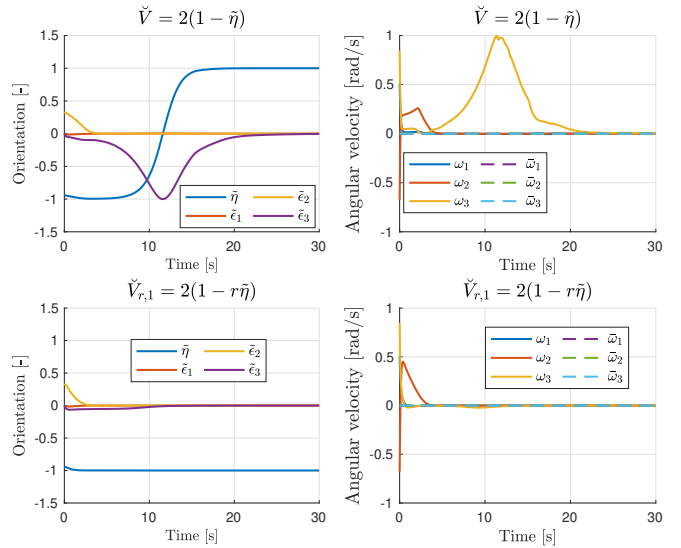 V̆ = 2(1 − η̃)
Orientation [-]
1.5
1
0.5
0
-0.5
-1
-1.5
0
10
20
30
Time [s]
η̃
ϵ̃₁
ϵ̃₂
ϵ̃₃
V̆ = 2(1 − η̃)
Angular velocity [rad/s]
1
0.5
0
-0.5
-1
0
10
20
30
Time [s]
ω₁
ω₂
ω₃
ω̄₁
ω̄₂
ω̄₃
V̆ᵣ,₁ = 2(1 − rη̃)
Orientation [-]
1.5
1
0.5
0
-0.5
-1
-1.5
0
10
20
30
Time [s]
η̃
ϵ̃₁
ϵ̃₂
ϵ̃₃
V̆ᵣ,₁ = 2(1 − rη̃)
Angular velocity [rad/s]
1
0.5
0
-0.5
-1
0
10
20
30
Time [s]
ω₁
ω₂
ω₃
ω̄₁
ω̄₂
ω̄₃